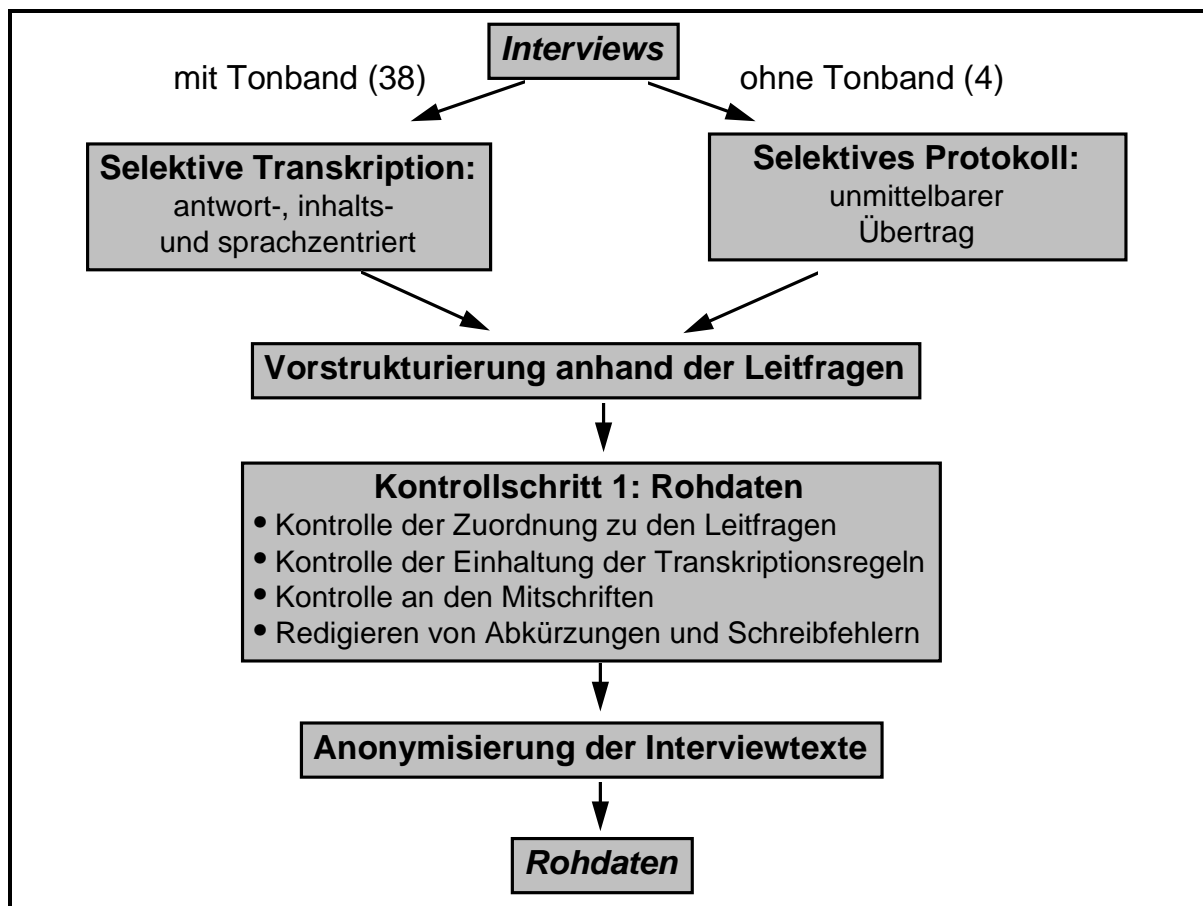 Interviews
mit Tonband (38)
ohne Tonband (4)
Selektive Transkription:
antwort-, inhalts-
und sprachzentriert
Selektives Protokoll:
unmittelbarer
Übertrag
Vorstrukturierung anhand der Leitfragen
Kontrollschritt 1: Rohdaten
• Kontrolle der Zuordnung zu den Leitfragen
• Kontrolle der Einhaltung der Transkriptionsregeln
• Kontrolle an den Mitschriften
• Redigieren von Abkürzungen und Schreibfehlern
Anonymisierung der Interviewtexte
Rohdaten